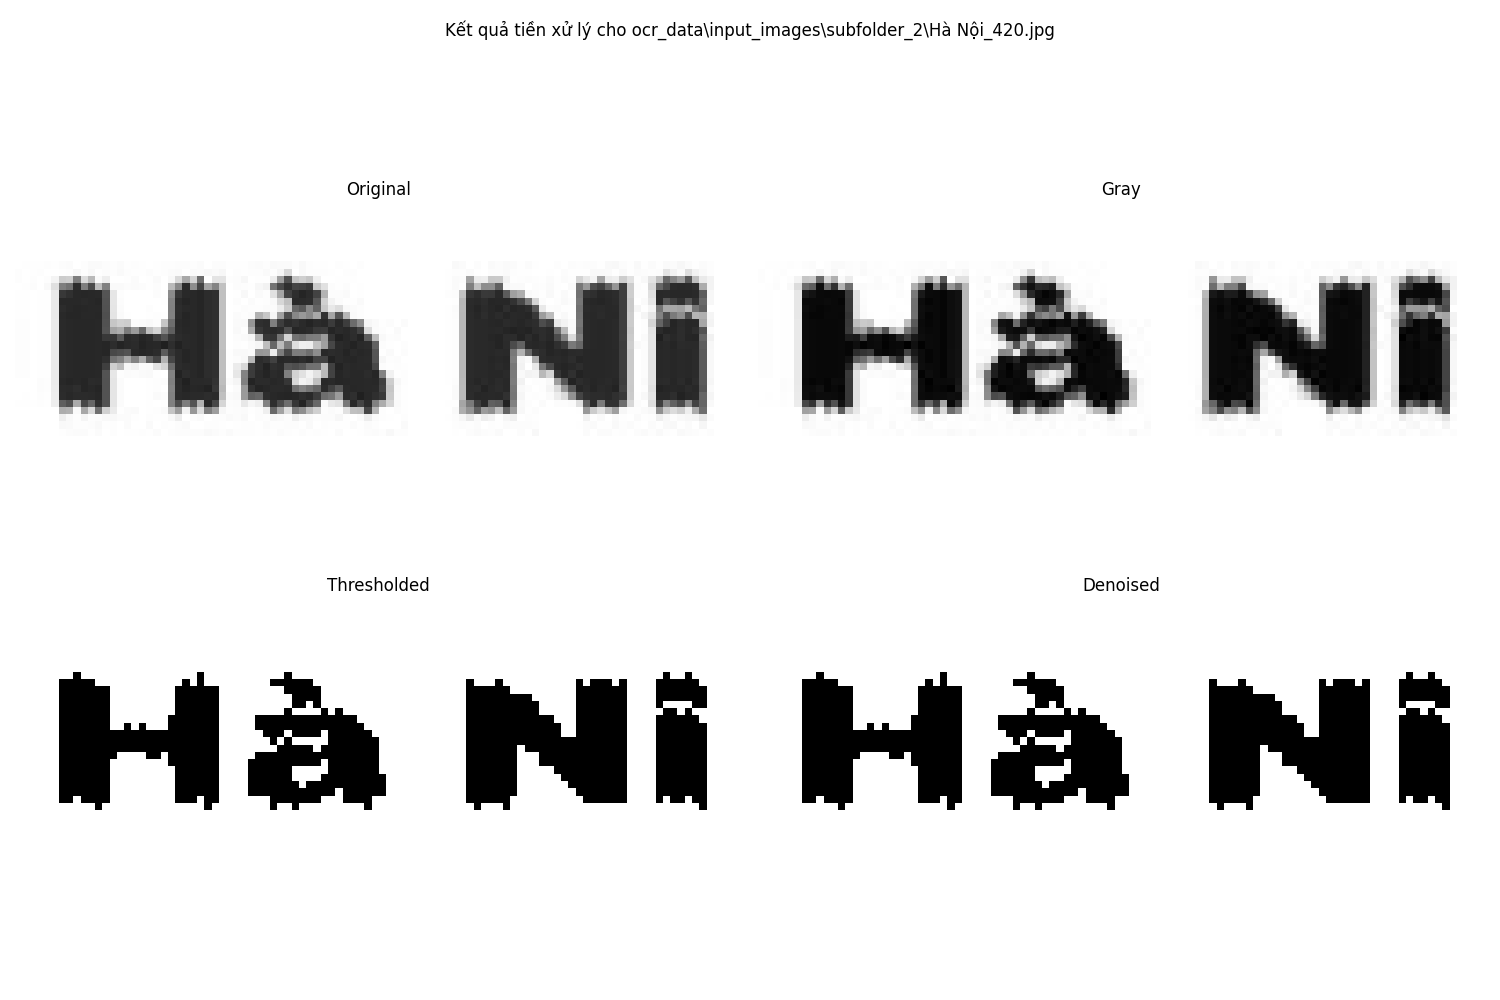 Kết quả tiền xử lý cho ocr_data\input_images\subfolder_2\Hà Nội_420.jpg
Original
Gray
Hà Ni
Hà Ni
Thresholded
Denoised
Hà Ni
Hà Ni